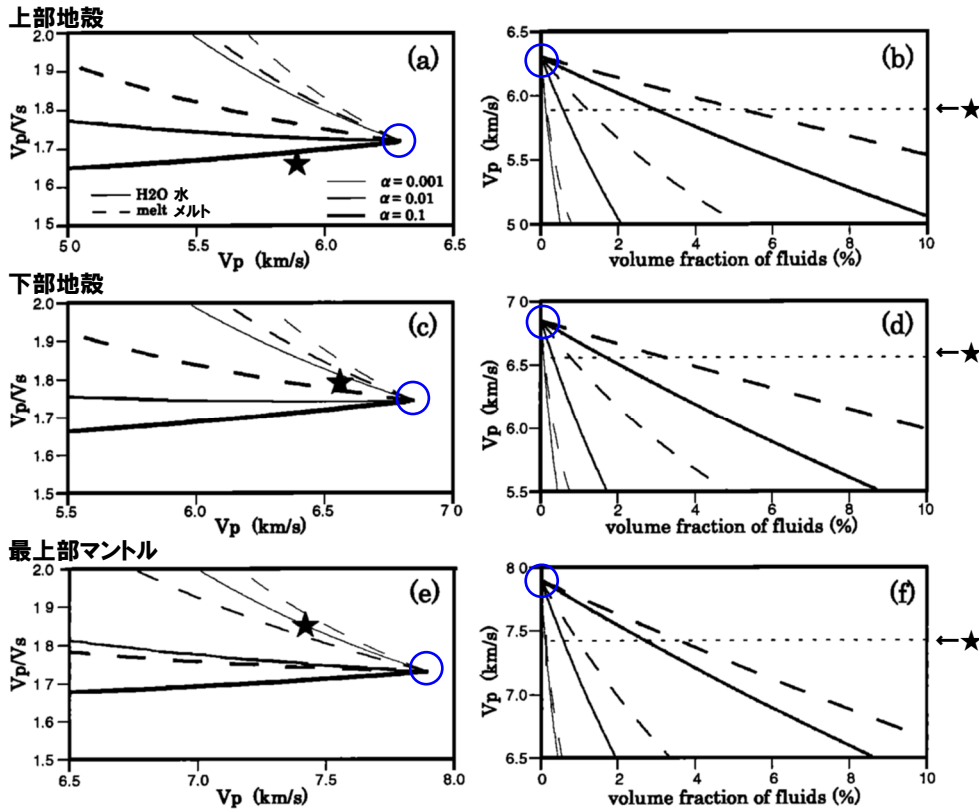 上部地殻
2.0
1.9
1.8
1.7
1.6
1.5
Vp/Vs
(a)
H2O 水
melt メルト
α = 0.001
α = 0.01
α = 0.1
5 0
5.5
6.0
6.5
Vp (km/s)
6.5
6.0
5.5
5.0
Vp (km/s)
(b)
←★
0
2
4
6
8
10
volume fraction of fluids (%)
下部地殻
2.0
1.9
1.8
1.7
1.6
1.5
Vp/Vs
(c)
5.5
6.0
6.5
7 0
Vp (km/s)
7 0
6.5
6.0
5.5
Vp (km/s)
(d)
←★
0
2
4
6
8
10
volume fraction of fluids (%)
最上部マントル
2.0
1.9
1.8
1.7
1.6
1.5
Vp/Vs
(e)
6.5
7.0
7.5
8.0
Vp (km/s)
8 0
7.5
7.0
6.5
Vp (km/s)
(f)
←★
0
2
4
6
8
10
volume fraction of fluids (%)